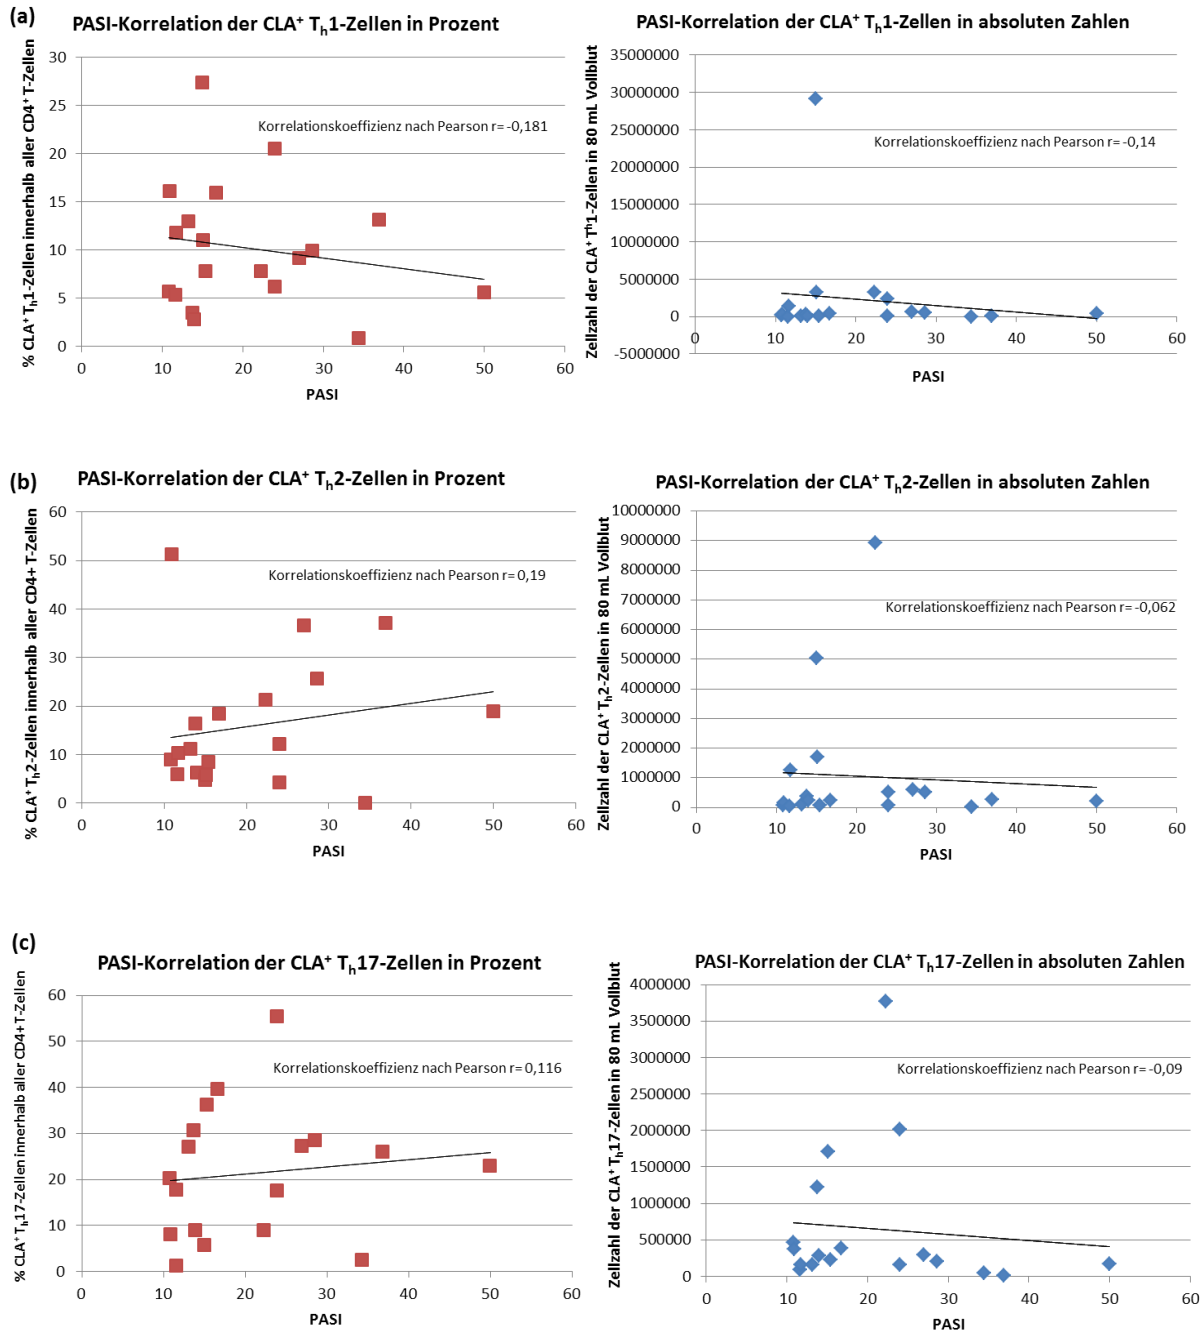 (a)
PASI-Korrelation der CLA⁺ Tₕ1-Zellen in Prozent
% CLA⁺ Tₕ1-Zellen innerhalb aller CD4⁺ T-Zellen
30
25
20
15
10
5
0
Korrelationskoeffizienz nach Pearson r= -0,181
0 10 20 30 40 50 60
PASI
PASI-Korrelation der CLA⁺ Tₕ1-Zellen in absoluten Zahlen
Zellzahl der CLA⁺ Tʰ1-Zellen in 80 mL Vollblut
35000000
30000000
25000000
20000000
15000000
10000000
5000000
0
-5000000
Korrelationskoeffizienz nach Pearson r= -0,14
0 10 20 30 40 50 60
PASI
(b)
PASI-Korrelation der CLA⁺ Tₕ2-Zellen in Prozent
% CLA⁺ Tₕ2-Zellen innerhalb aller CD4+ T-Zellen
60
50
40
30
20
10
0
Korrelationskoeffizienz nach Pearson r= 0,19
0 10 20 30 40 50 60
PASI
PASI-Korrelation der CLA⁺ Tₕ2-Zellen in absoluten Zahlen
Zellzahl der CLA⁺ Tₕ2-Zellen in 80 mL Vollblut
10000000
9000000
8000000
7000000
6000000
5000000
4000000
3000000
2000000
1000000
0
Korrelationskoeffizienz nach Pearson r= -0,062
0 10 20 30 40 50 60
PASI
(c)
PASI-Korrelation der CLA⁺ Tₕ17-Zellen in Prozent
% CLA⁺ Tₕ17-Zellen innerhalb aller CD4+ T-Zellen
60
50
40
30
20
10
0
Korrelationskoeffizienz nach Pearson r= 0,116
0 10 20 30 40 50 60
PASI
PASI-Korrelation der CLA⁺ Tₕ17-Zellen in absoluten Zahlen
Zellzahl der CLA⁺ Tₕ17-Zellen in 80 mL Vollblut
4000000
3500000
3000000
2500000
2000000
1500000
1000000
500000
0
Korrelationskoeffizienz nach Pearson r= -0,09
0 10 20 30 40 50 60
PASI